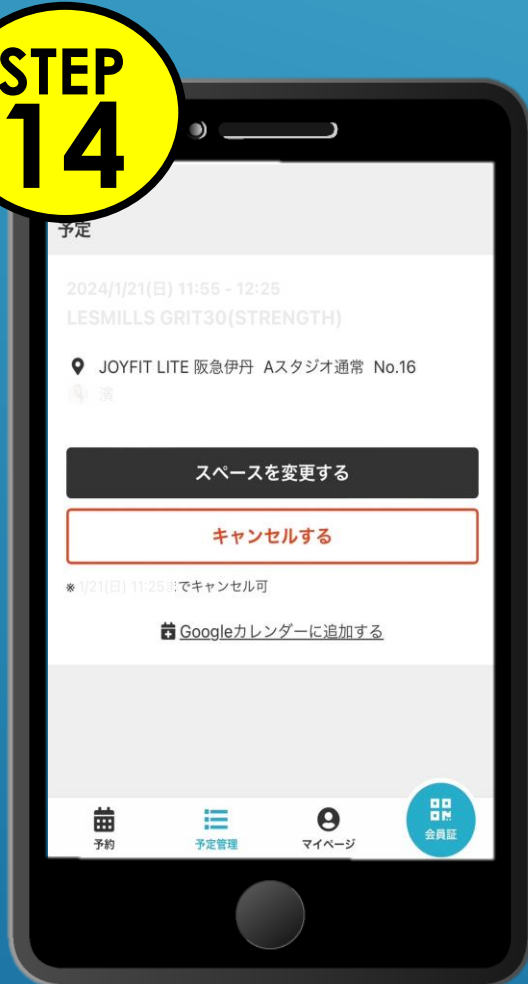 STEP
14
予定
2024/1/21(日) 11:55 - 12:25
LESMILLS GRIT30(STRENGTH)
JOYFIT LITE 阪急伊丹 Aスタジオ通常 No.16
濱
スペースを変更する
キャンセルする
※1/21(日) 11:25までキャンセル可
Googleカレンダーに追加する
予約
予定管理
マイページ
会員証